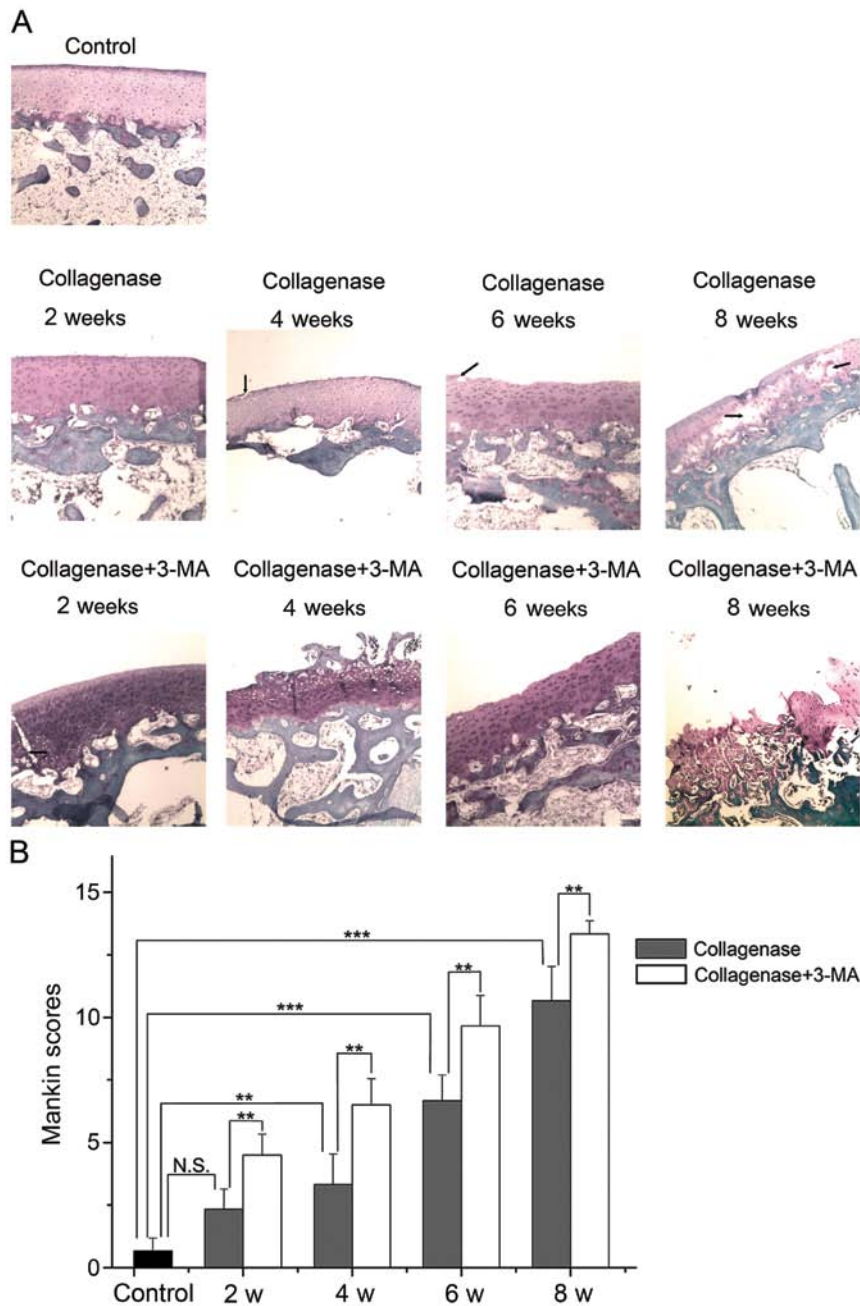 A
Control
Collagenase Collagenase Collagenase Collagenase
2 weeks 4 weeks 6 weeks 8 weeks
Collagenase+3-MA Collagenase+3-MA Collagenase+3-MA Collagenase+3-MA
2 weeks 4 weeks 6 weeks 8 weeks
B
15
**
***
Collagenase
Collagenase+3-MA
**
10
***
**
Mankin scores
**
**
5
N.S.
0
Control 2 w 4 w 6 w 8 w